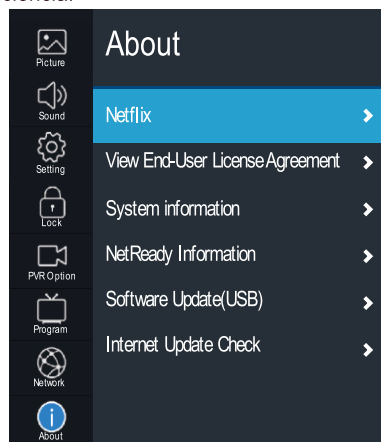 About
Netflix
View End-User License Agreement
System information
NetReady Information
Software Update(USB)
Internet Update Check
Picture
Sound
Setting
Lock
PVR Option
Program
Network
About